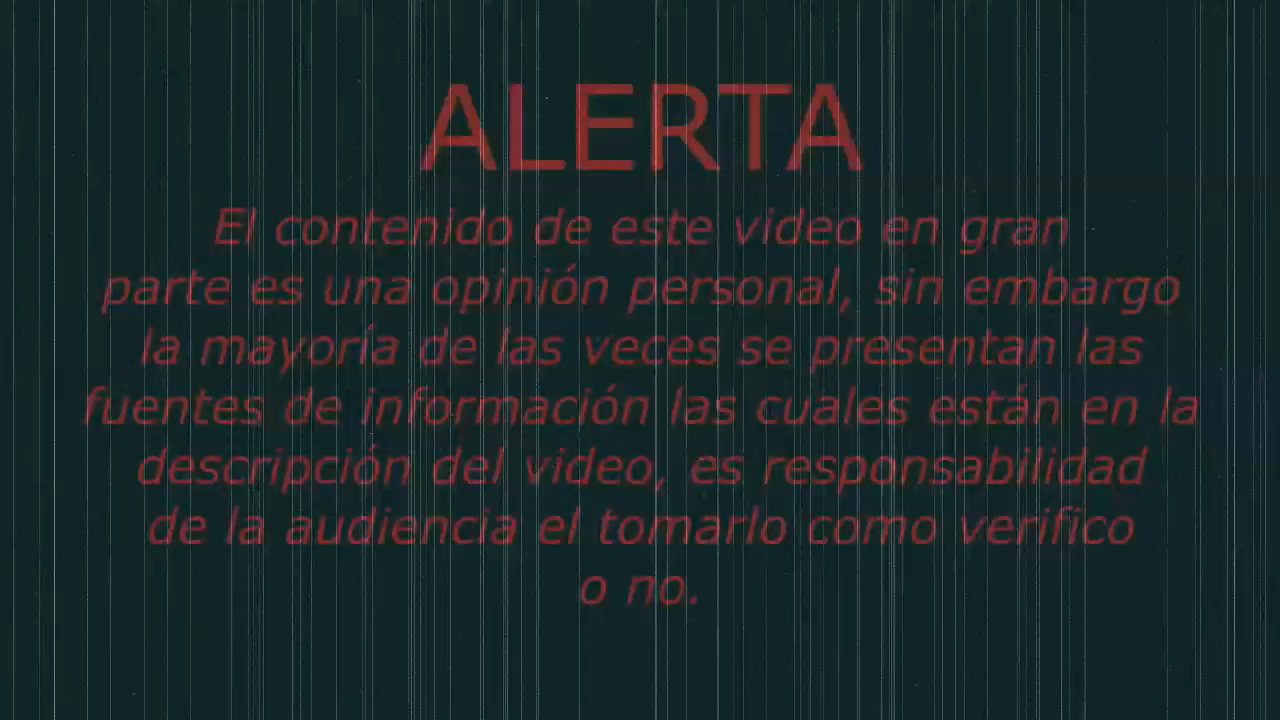 ALERTA
El contenido de este video en gran
parte es una opinión personal, sin embargo
la mayoría de las veces se presentan las
fuentes de información las cuales están en la
descripción del video, es responsabilidad
de la audiencia el tomarlo como verifico
o no.